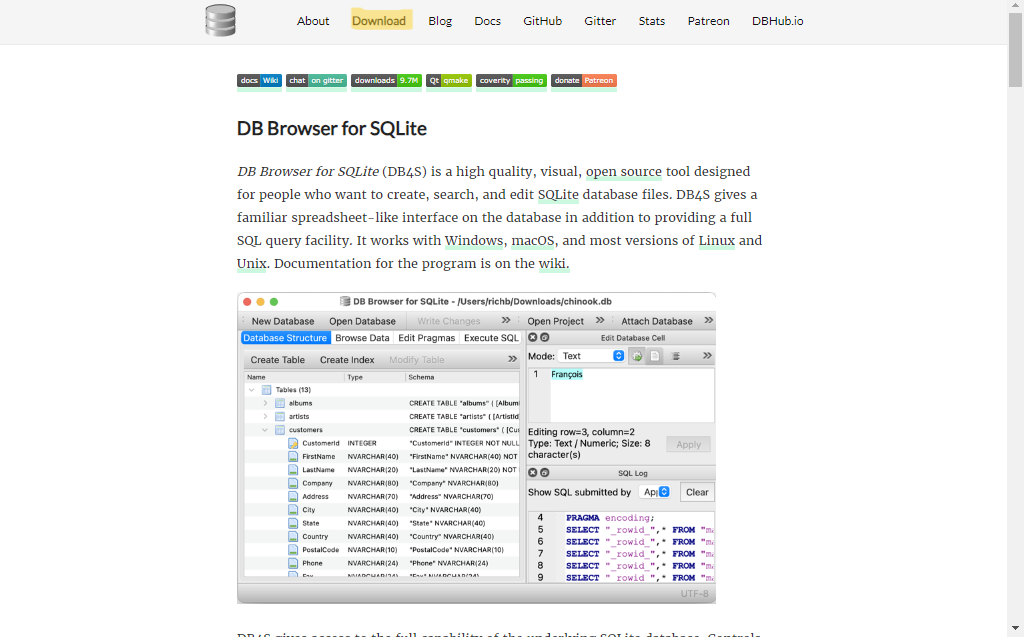 About Download Blog Docs GitHub Gitter Stats Patreon DBHub.io
docs Wiki chat on gitter downloads 9.7M Qt qmake coverity passing donate Patreon
DB Browser for SQLite
DB Browser for SQLite (DB4S) is a high quality, visual, open source tool designed
for people who want to create, search, and edit SQLite database files. DB4S gives a
familiar spreadsheet-like interface on the database in addition to providing a full
SQL query facility. It works with Windows, macOS, and most versions of Linux and
Unix. Documentation for the program is on the wiki.
DB Browser for SQLite - /Users/richb/Downloads/chinook.db
New Database Open Database Write Changes » Open Project » Attach Database »
Database Structure Browse Data Edit Pragmas Execute SQL
Create Table Create Index Modify Table »
Name Type Schema
Tables (13)
albums CREATE TABLE "albums" ( [Album
artists CREATE TABLE "artists" ( [ArtistId
customers CREATE TABLE "customers" ( [Cu
CustomerId INTEGER "CustomerId" INTEGER NOT NULL
FirstName NVARCHAR(40) "FirstName" NVARCHAR(40) NOT
LastName NVARCHAR(20) "LastName" NVARCHAR(20) NOT
Company NVARCHAR(80) "Company" NVARCHAR(80)
Address NVARCHAR(70) "Address" NVARCHAR(70)
City NVARCHAR(40) "City" NVARCHAR(40)
State NVARCHAR(40) "State" NVARCHAR(40)
Country NVARCHAR(40) "Country" NVARCHAR(40)
PostalCode NVARCHAR(10) "PostalCode" NVARCHAR(10)
Phone NVARCHAR(24) "Phone" NVARCHAR(24)
Fax NVARCHAR(24) "Fax" NVARCHAR(24)
Edit Database Cell
Mode: Text »
1 François
Editing row=3, column=2
Type: Text / Numeric; Size: 8
character(s)
Apply
SQL Log
Show SQL submitted by App Clear
4 PRAGMA encoding;
5 SELECT "_rowid_",* FROM "ma
6 SELECT "_rowid_",* FROM "ma
7 SELECT "_rowid_",* FROM "ma
8 SELECT "_rowid_",* FROM "ma
9 SELECT "_rowid_",* FROM "ma
UTF-8
DB4S gives access to the full capability of the underlying SQLite database. Controls